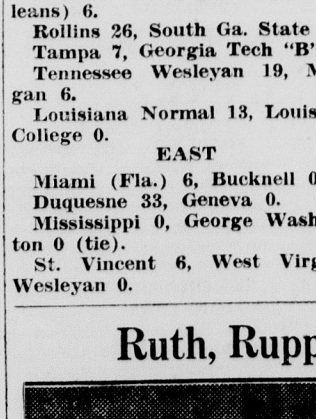 leans) 6.
Rollins 26, South Ga. State
Tampa 7, Georgia Tech "B"
Tennessee Wesleyan 19,
gan 6.
Louisiana Normal 13, Louis
College 0.
EAST
Miami (Fla.) 6, Bucknell 0
Duquesne 33, Geneva 0.
Mississippi 0, George Wash
ton 0 (tie).
St. Vincent 6, West Virg
Wesleyan 0.
Ruth, Rupp